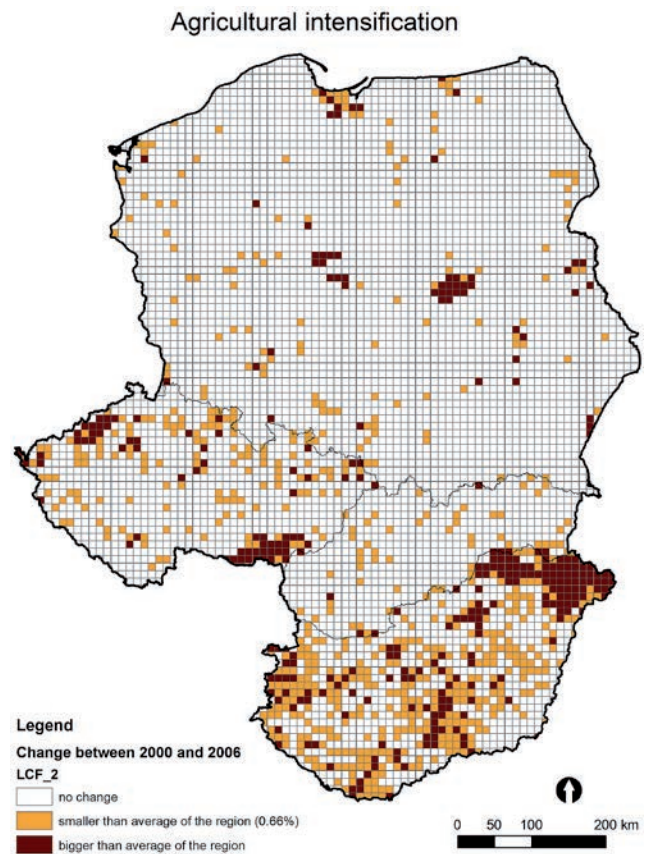 Agricultural intensification
Legend
Change between 2000 and 2006
LCF_2
no change
smaller than average of the region (0.66%)
bigger than average of the region
0 50 100 200 km